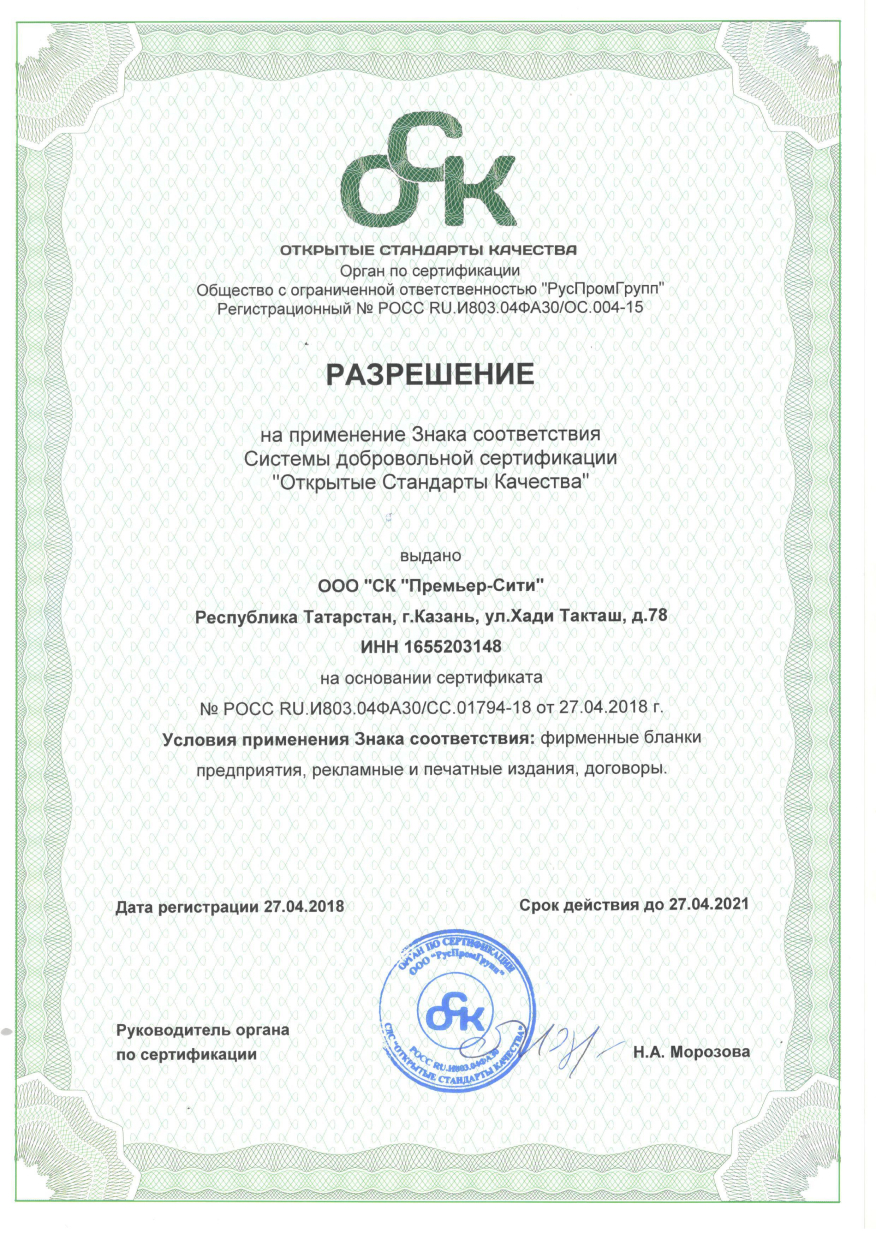 ОСК
ОТКРЫТЫЕ СТАНДАРТЫ КАЧЕСТВА
Орган по сертификации
Общество с ограниченной ответственностью "РусПромГрупп"
Регистрационный № РОСС RU.И803.04ФА30/ОС.004-15
РАЗРЕШЕНИЕ
на применение Знака соответствия
Системы добровольной сертификации
"Открытые Стандарты Качества"
выдано
ООО "СК "Премьер-Сити"
Республика Татарстан, г.Казань, ул.Хади Такташ, д.78
ИНН 1655203148
на основании сертификата
№ РОСС RU.И803.04ФА30/СС.01794-18 от 27.04.2018 г.
Условия применения Знака соответствия: фирменные бланки
предприятия, рекламные и печатные издания, договоры.
Дата регистрации 27.04.2018
Срок действия до 27.04.2021
ОРГАН ПО СЕРТИФИКАЦИИ
ООО "РусПромГрупп"
ОСК
РОСС RU.И803.04ФА30
СДС "ОТКРЫТЫЕ СТАНДАРТЫ КАЧЕСТВА"
Руководитель органа
по сертификации
Н.А. Морозова